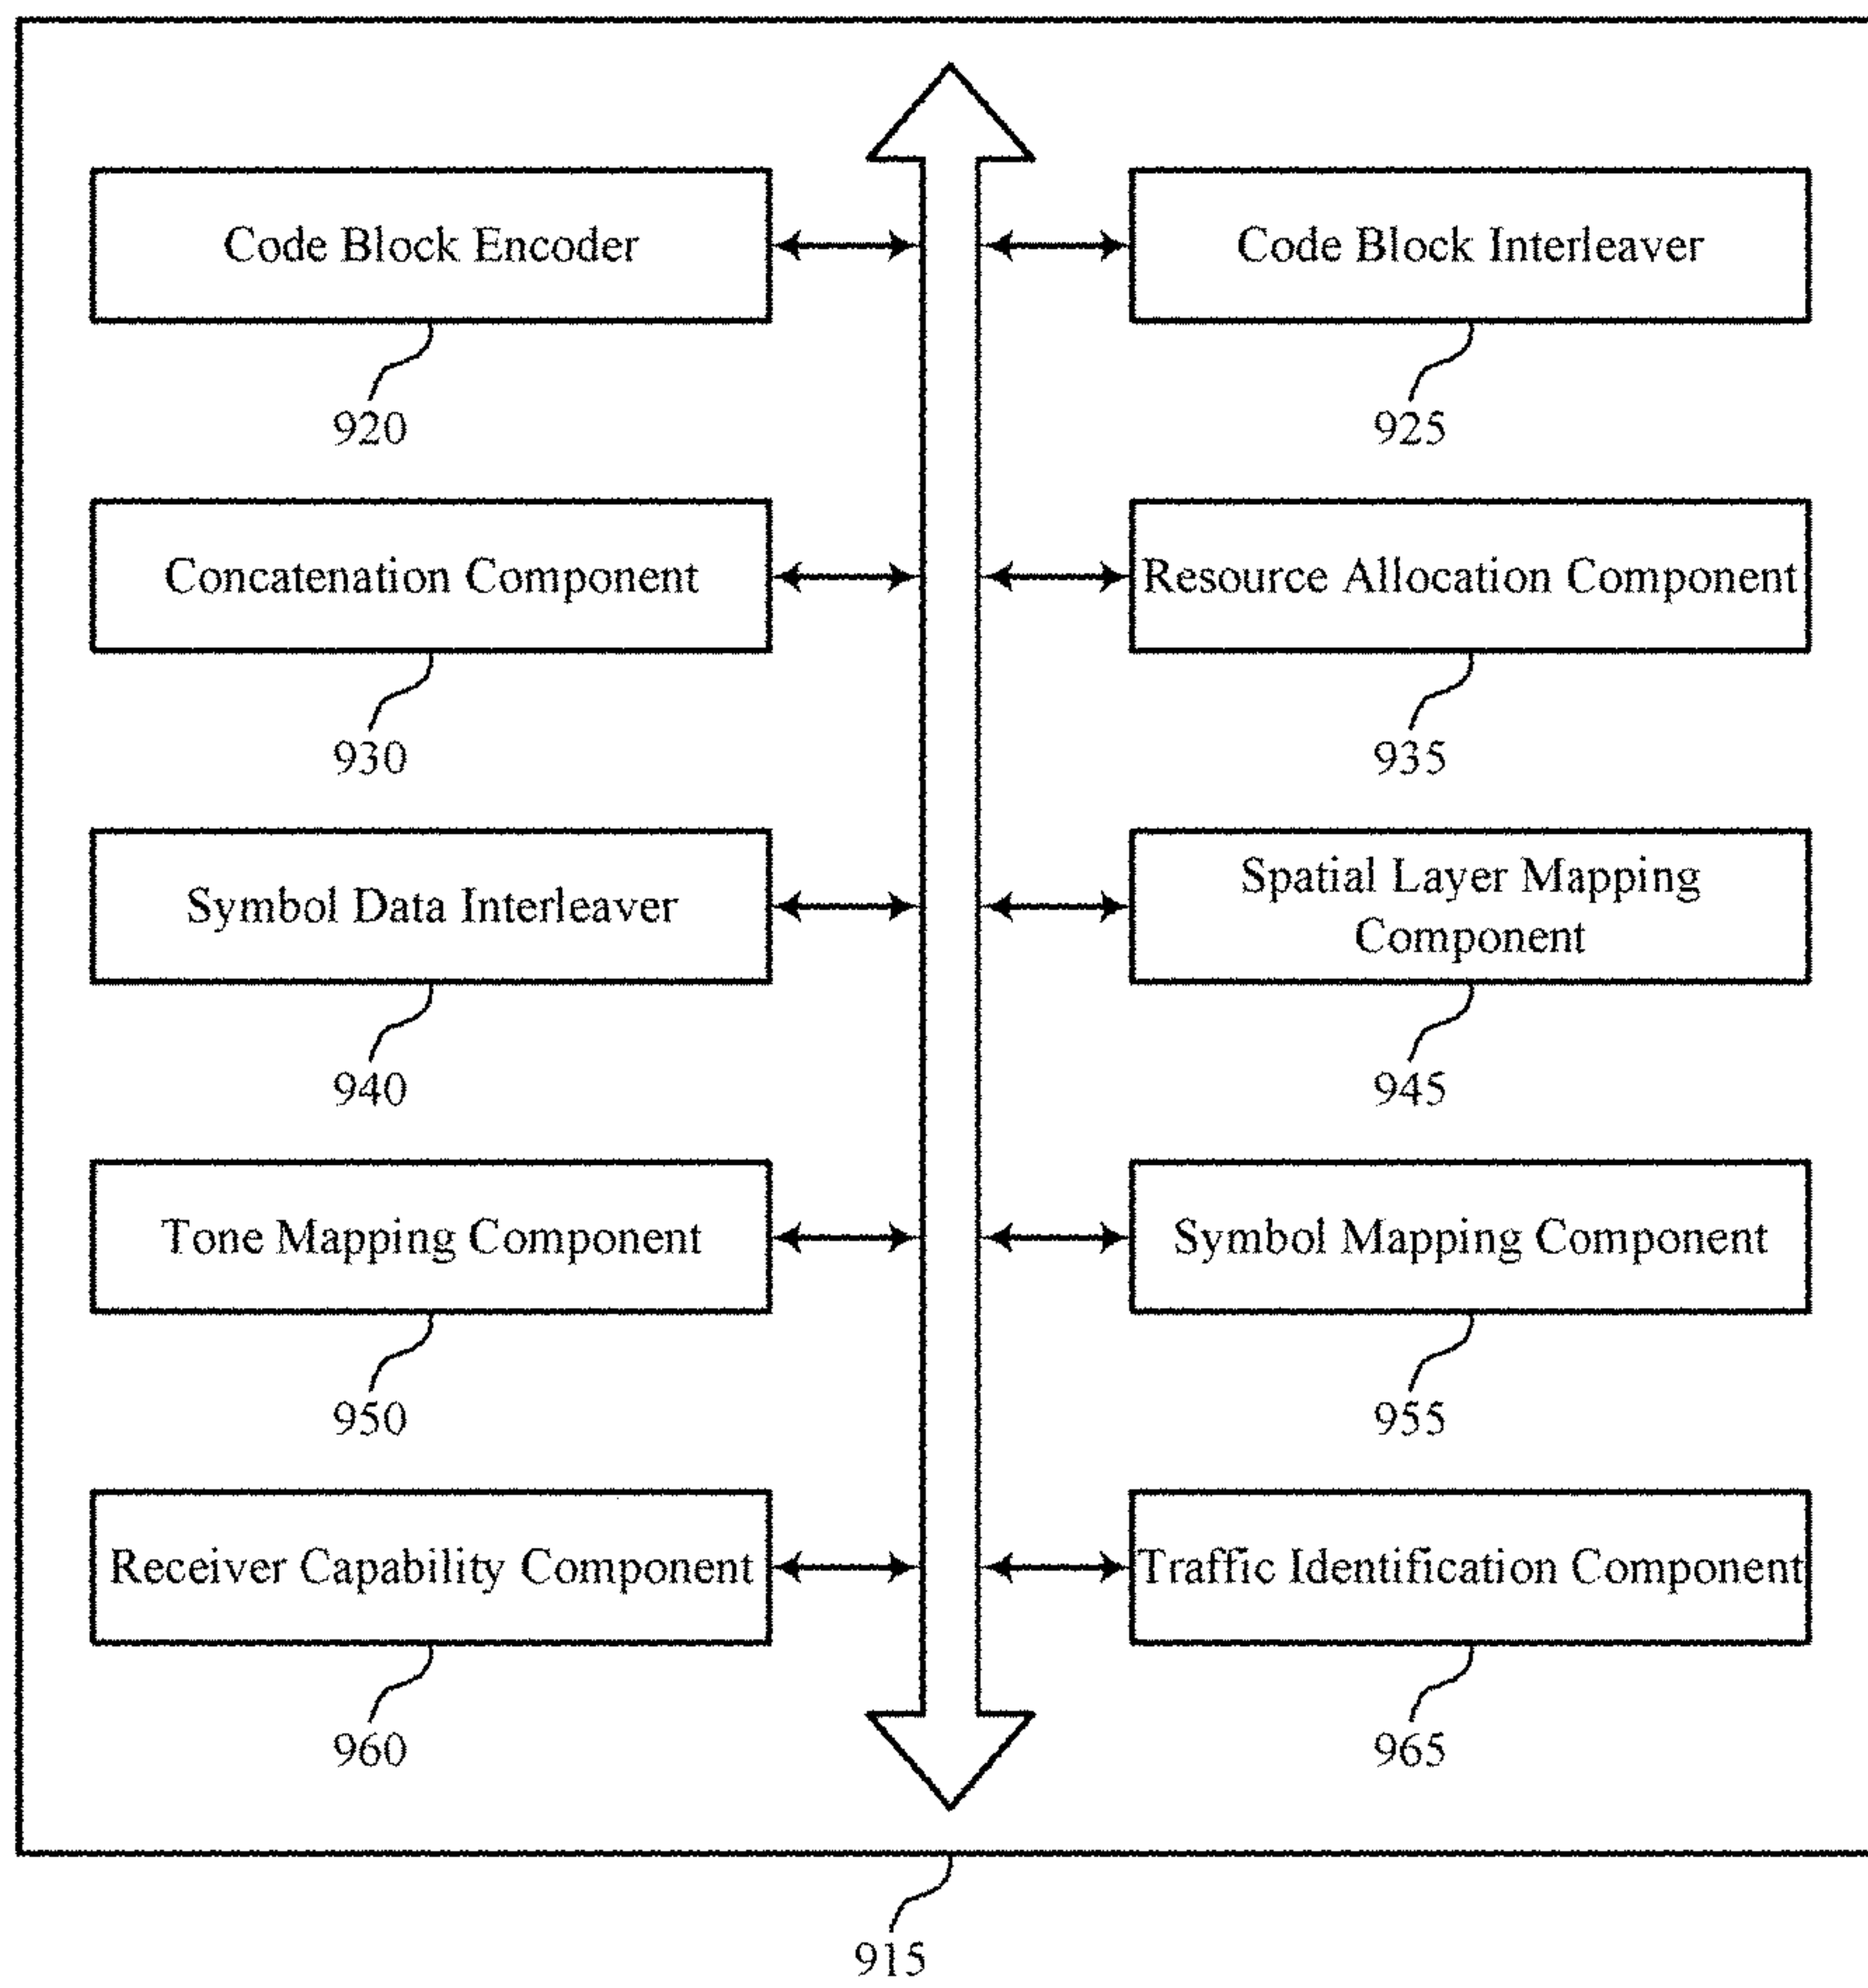 Code Block Encoder
920
Code Block Interleaver
925
Concatenation Component
930
Resource Allocation Component
935
Symbol Data Interleaver
940
Spatial Layer Mapping
Component
945
Tone Mapping Component
950
Symbol Mapping Component
955
Receiver Capability Component
960
Traffic Identification Component
965
915